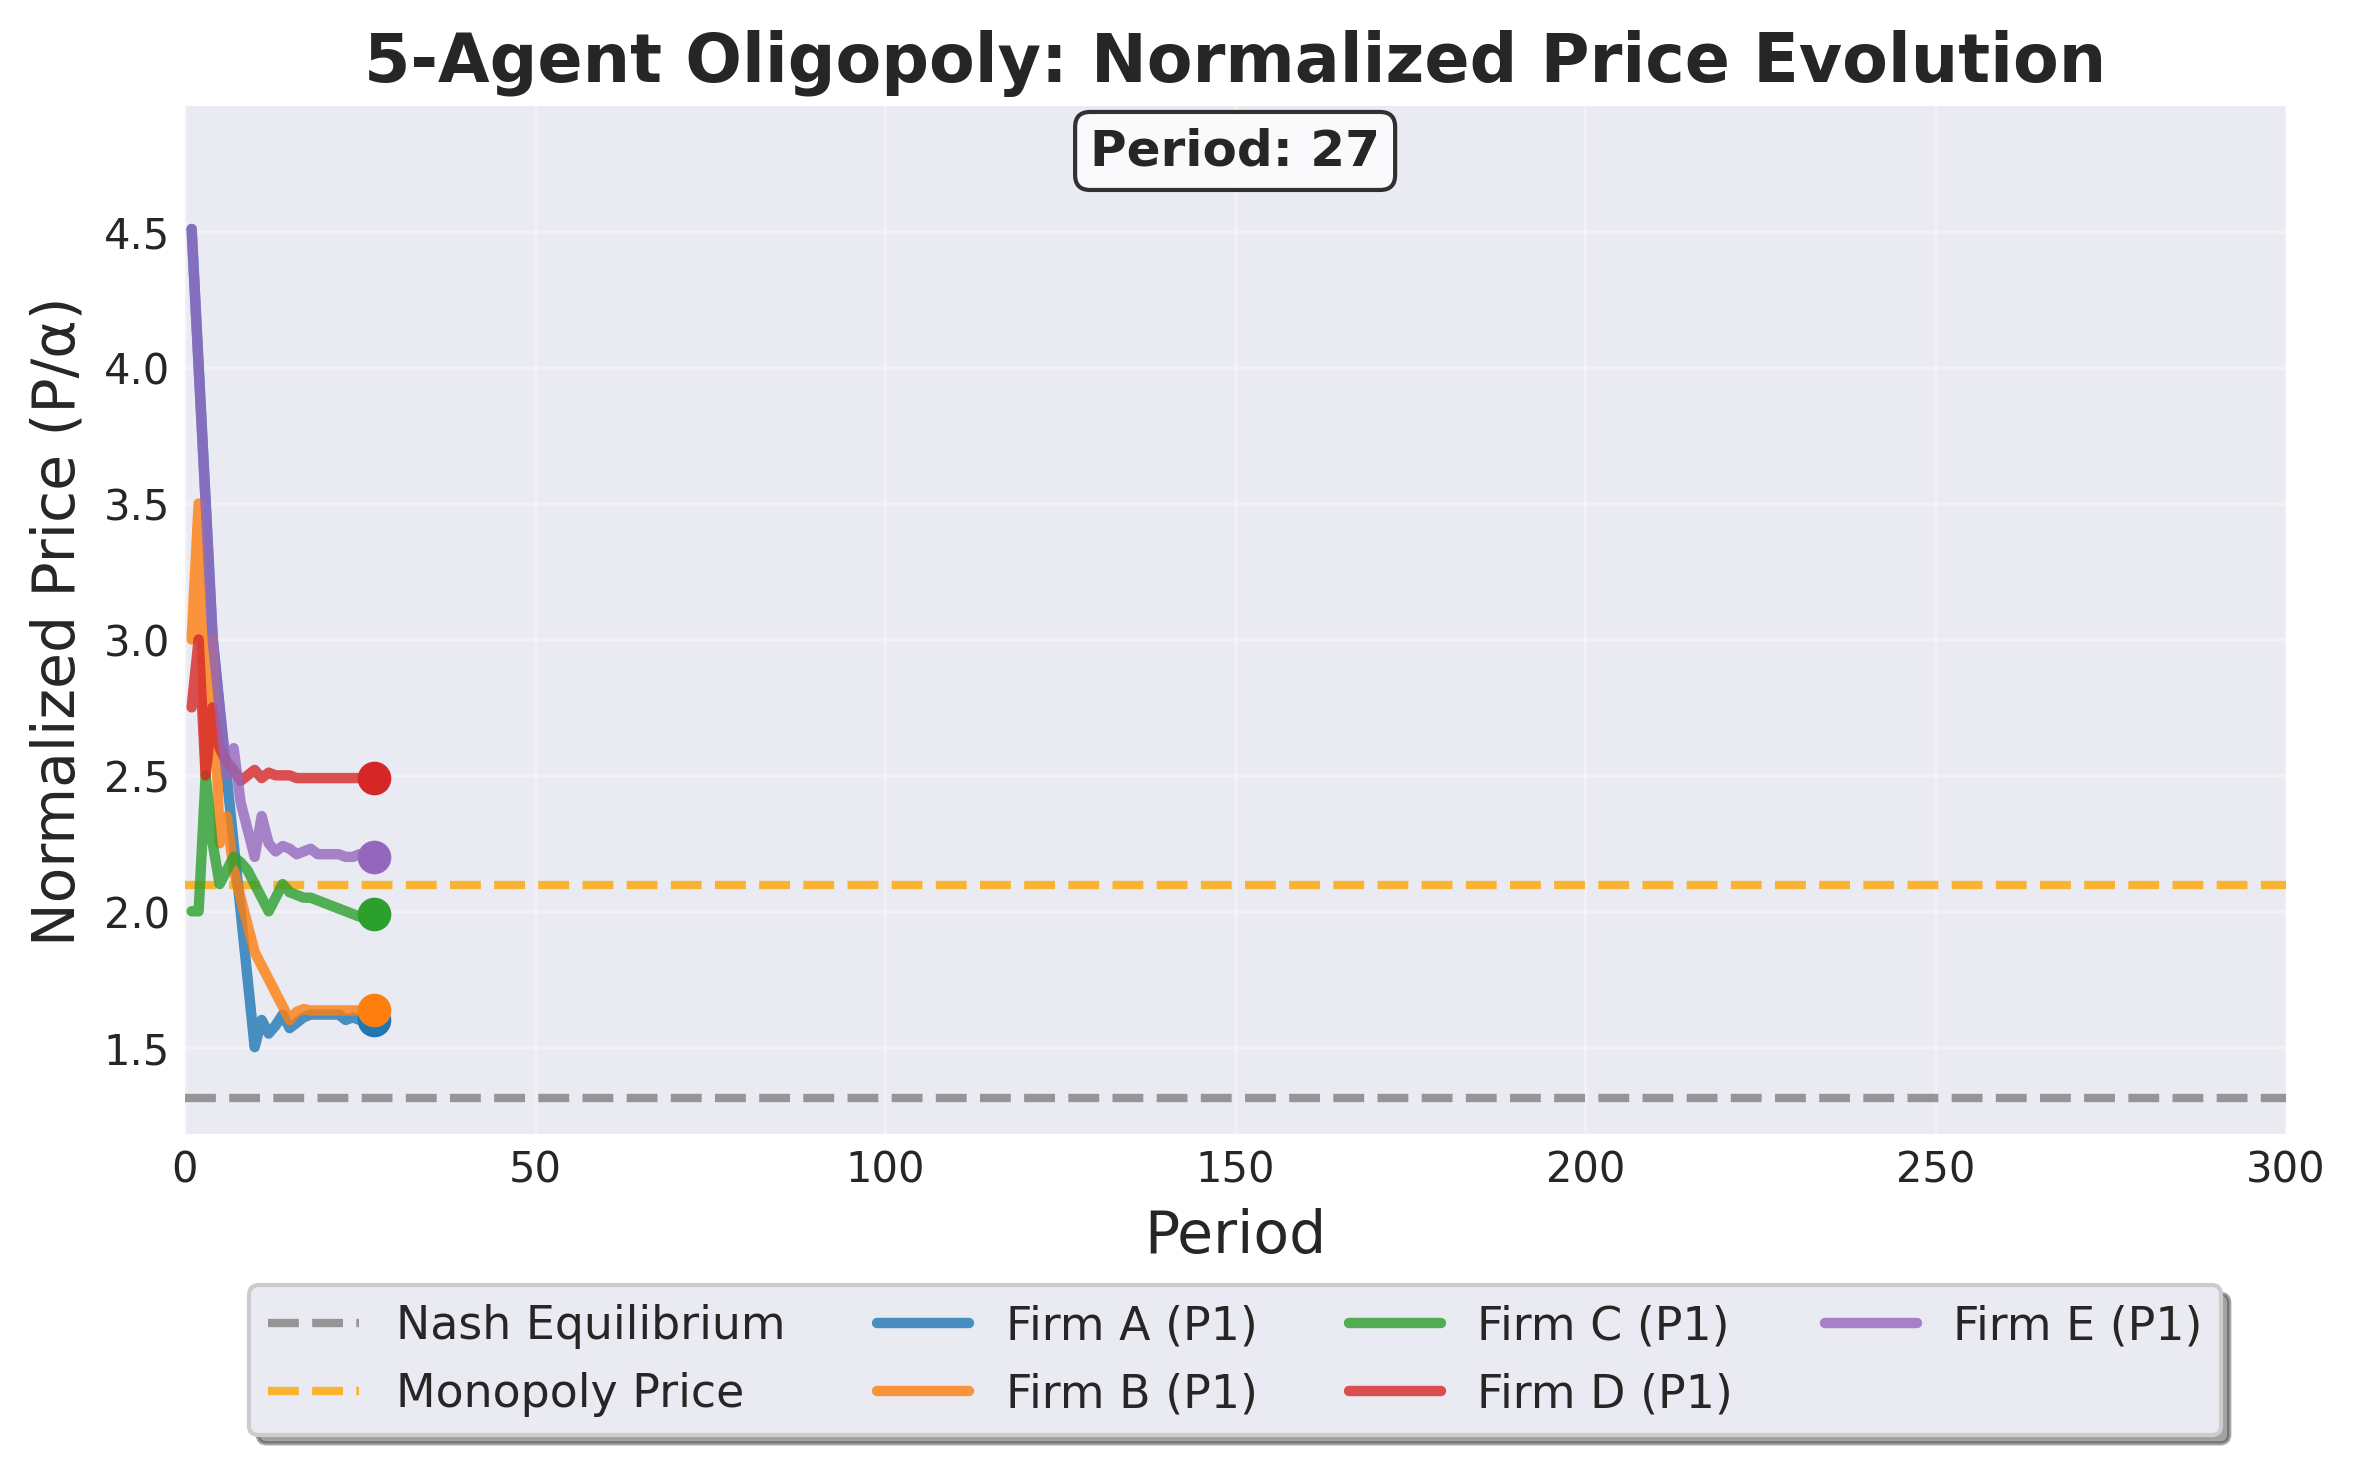 5-Agent Oligopoly: Normalized Price Evolution
Period: 27
Normalized Price (P/α)
4.5
4.0
3.5
3.0
2.5
2.0
1.5
0 50 100 150 200 250 300
Period
Nash Equilibrium Firm A (P1) Firm C (P1) Firm E (P1)
Monopoly Price Firm B (P1) Firm D (P1)